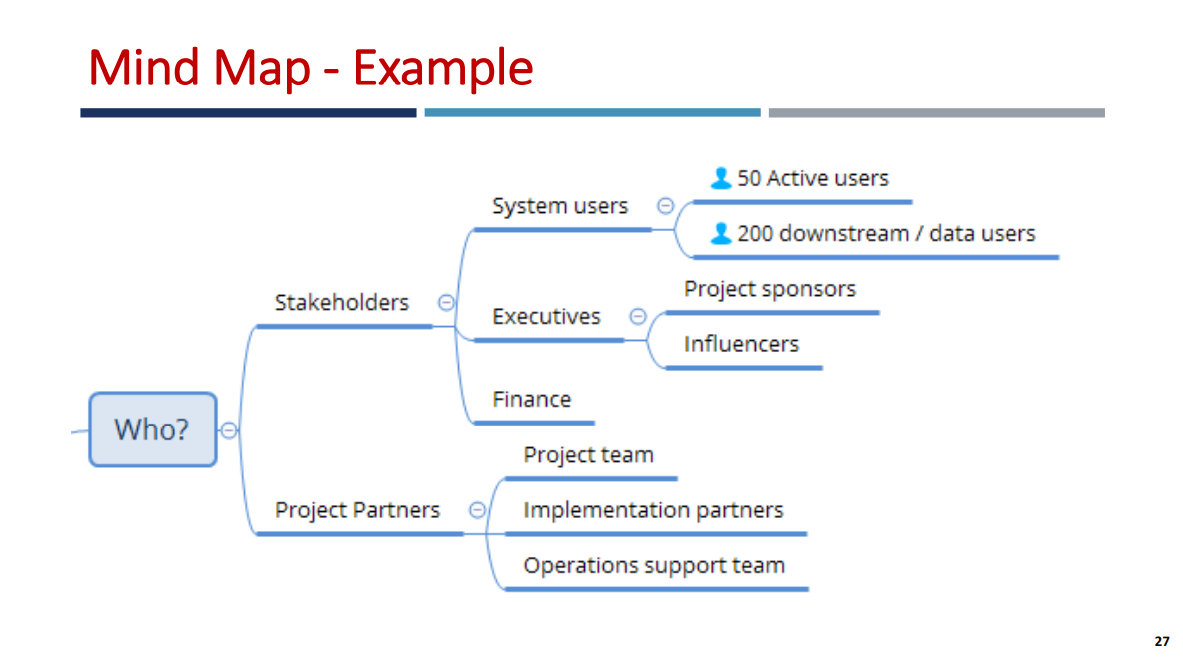 Mind Map - Example
50 Active users
System users
200 downstream / data users
Project sponsors
Stakeholders
Executives
Influencers
Finance
Who?
Project team
Project Partners
Implementation partners
Operations support team
27